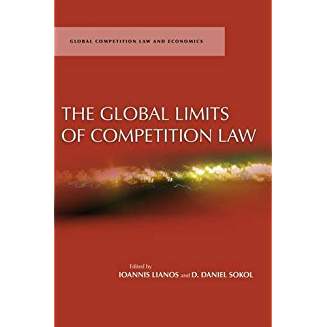 GLOBAL COMPETITION LAW AND ECONOMICS
THE GLOBAL LIMITS
OF COMPETITION LAW
Edited by
IOANNIS LIANOS and D. DANIEL SOKOL